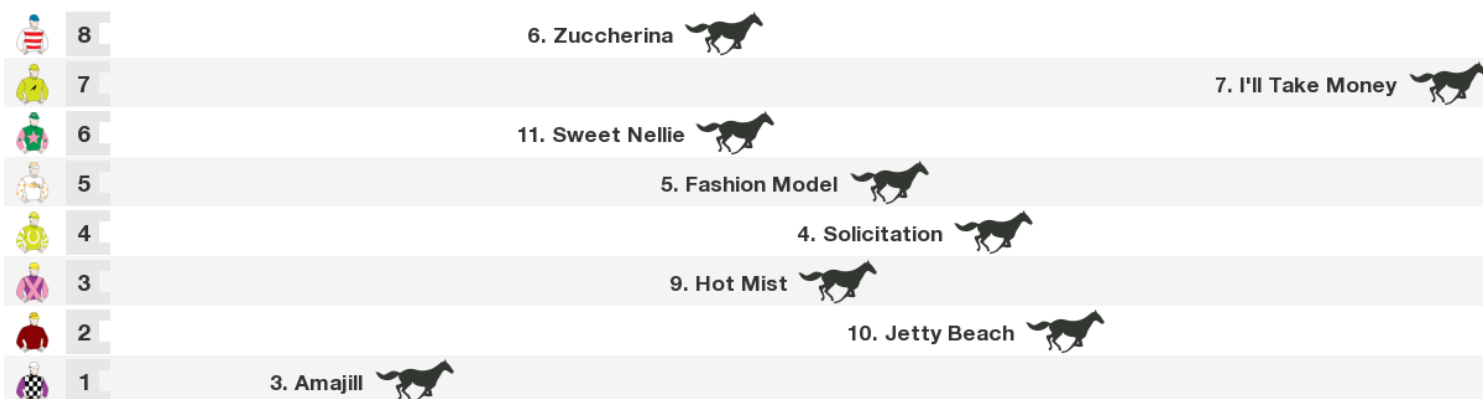 8 6. Zuccherina
7 7. I'll Take Money
6 11. Sweet Nellie
5 5. Fashion Model
4 4. Solicitation
3 9. Hot Mist
2 10. Jetty Beach
1 3. Amajill